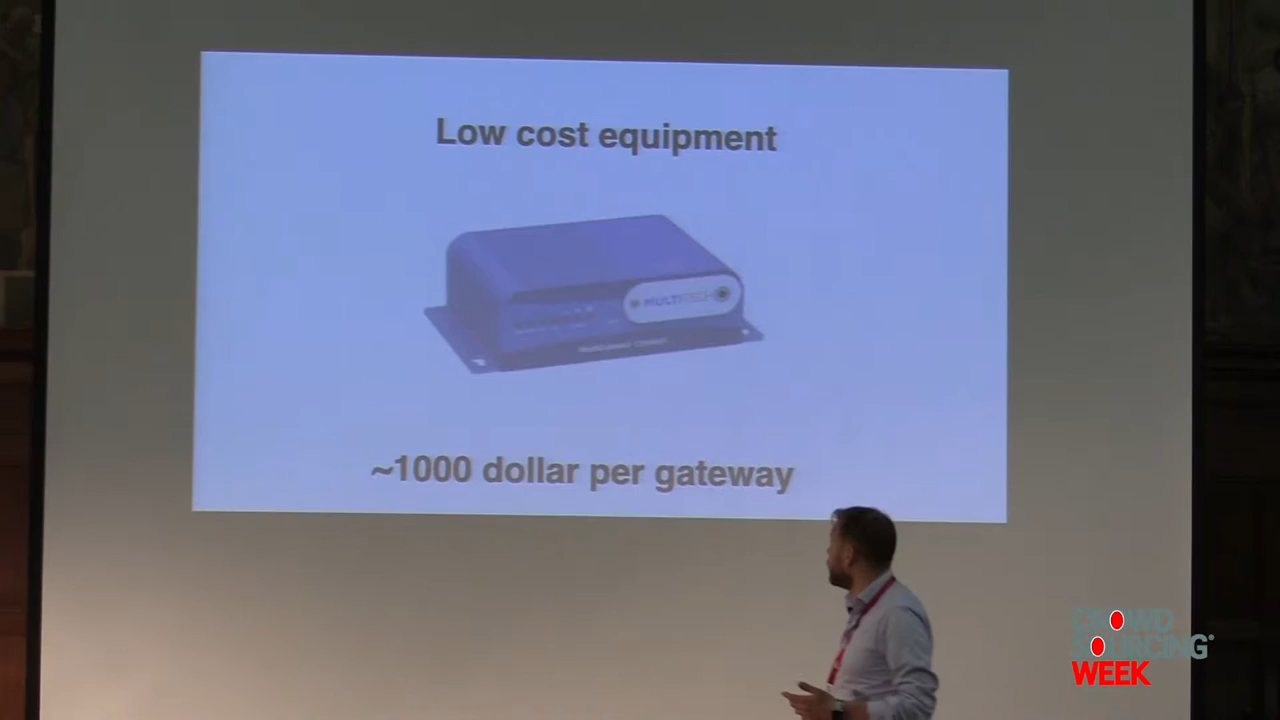 Low cost equipment
MULTITECH
~1000 dollar per gateway
CROWD
SOURCING
WEEK